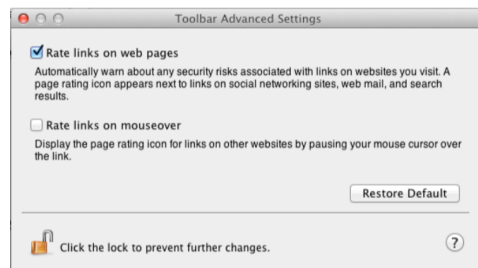 Toolbar Advanced Settings
Rate links on web pages
Automatically warn about any security risks associated with links on websites you visit. A
page rating icon appears next to links on social networking sites, web mail, and search
results.
Rate links on mouseover
Display the page rating icon for links on other websites by pausing your mouse cursor over
the link.
Restore Default
Click the lock to prevent further changes.
?